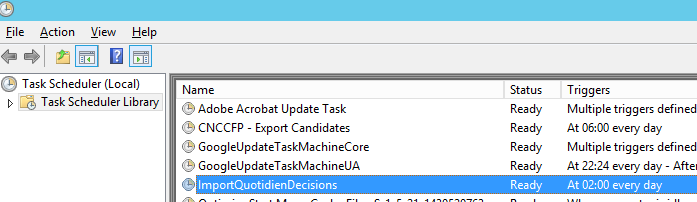 File Action View Help
Task Scheduler (Local)
Task Scheduler Library
Name Status Triggers
Adobe Acrobat Update Task Ready Multiple triggers defined
CNCCFP - Export Candidates Ready At 06:00 every day
GoogleUpdateTaskMachineCore Ready Multiple triggers defined
GoogleUpdateTaskMachineUA Ready At 22:24 every day - After
ImportQuotidienDecisions Ready At 02:00 every day